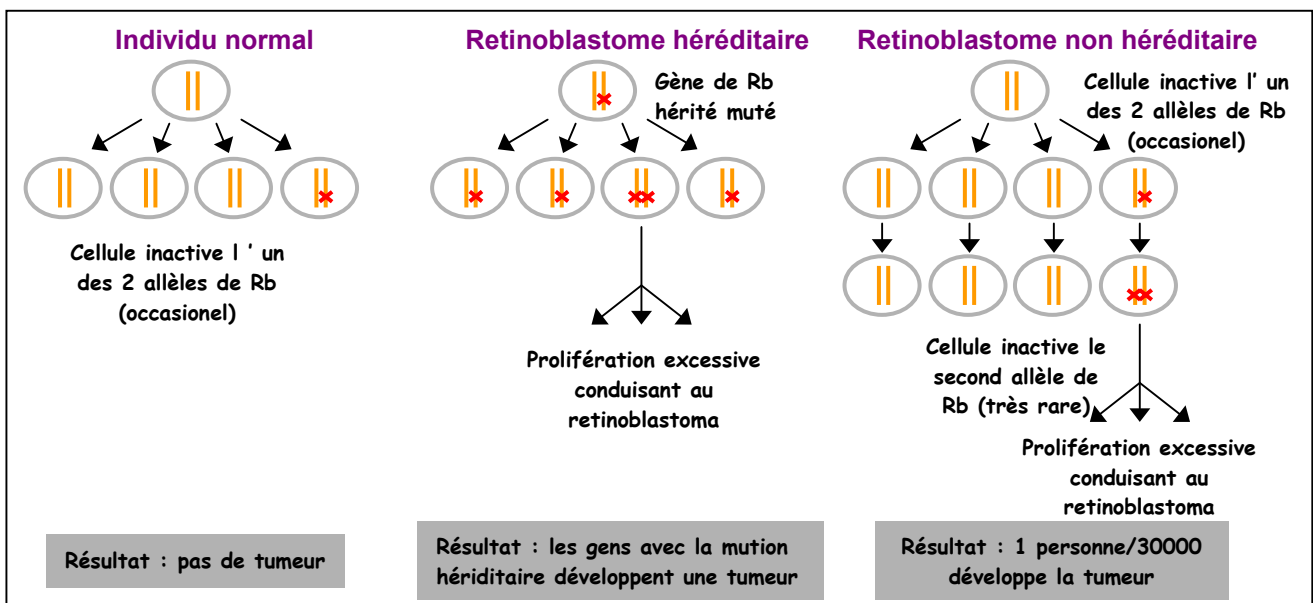 Individu normal
Cellule inactive l ' un
des 2 allèles de Rb
(occasionel)
Résultat : pas de tumeur
Retinoblastome héréditaire
Gène de Rb
hérité muté
Prolifération excessive
conduisant au
retinoblastoma
Résultat : les gens avec la mution
hériditaire développent une tumeur
Retinoblastome non héréditaire
Cellule inactive l' un
des 2 allèles de Rb
(occasionel)
Cellule inactive le
second allèle de
Rb (très rare)
Prolifération excessive
conduisant au
retinoblastoma
Résultat : 1 personne/30000
développe la tumeur